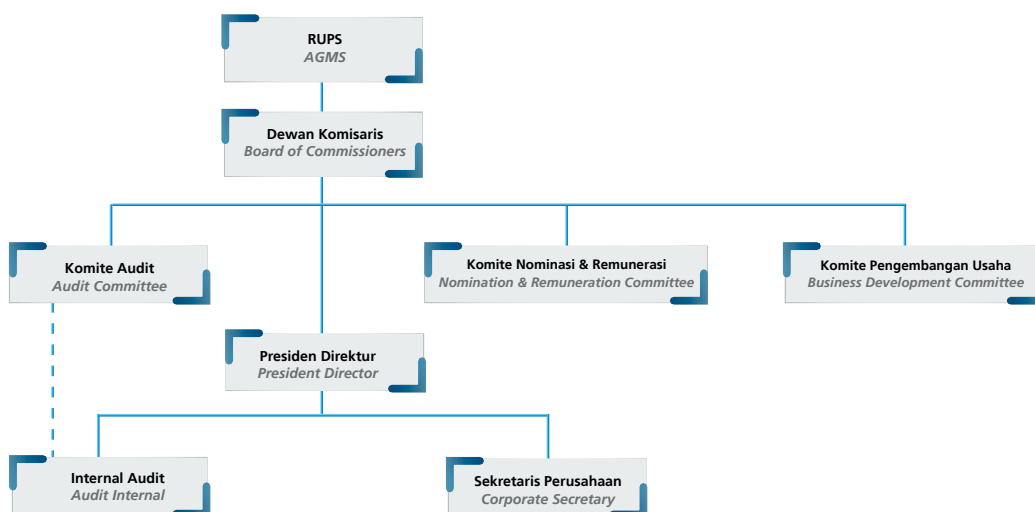 RUPS
AGMS
Dewan Komisaris
Board of Commissioners
Komite Audit
Audit Committee
Komite Nominasi & Remunerasi
Nomination & Remuneration Committee
Komite Pengembangan Usaha
Business Development Committee
Presiden Direktur
President Director
Internal Audit
Audit Internal
Sekretaris Perusahaan
Corporate Secretary